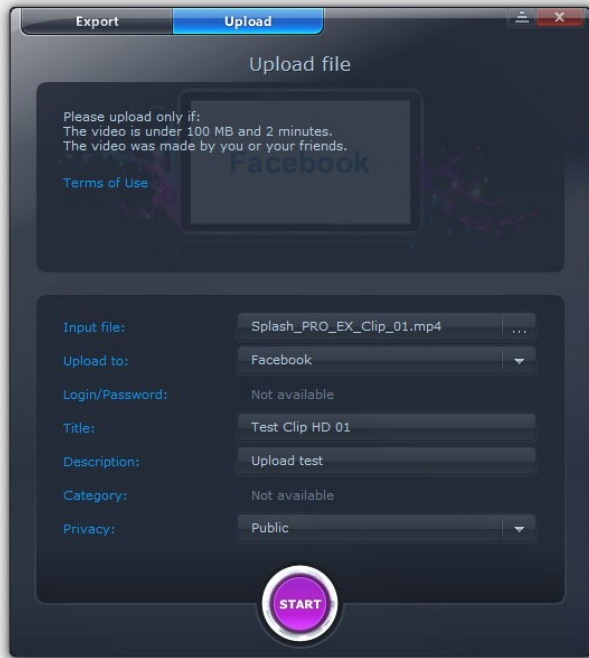 Export
Upload
Upload file
Please upload only if:
The video is under 100 MB and 2 minutes.
The video was made by you or your friends.
Facebook
Terms of Use
Input file:
Splash_PRO_EX_Clip_01.mp4
...
Upload to:
Facebook
Login/Password:
Not available
Title:
Test Clip HD 01
Description:
Upload test
Category:
Not available
Privacy:
Public
START